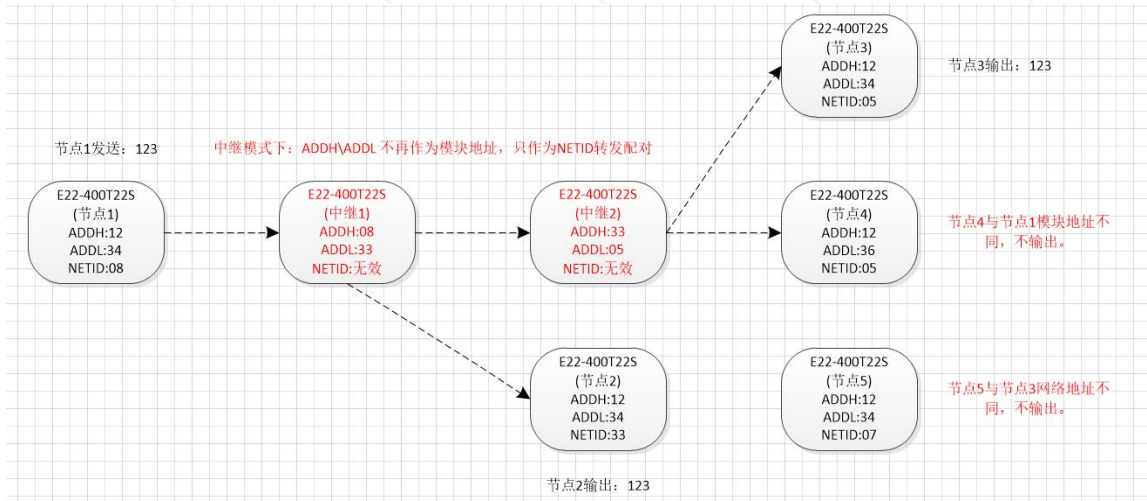 E22-400T22S
(节点3)
ADDH:12
ADDL:34
NETID:05
节点3输出：123
节点1发送：123
中继模式下：ADDH\ADDL 不再作为模块地址，只作为NETID转发配对
E22-400T22S
(节点1)
ADDH:12
ADDL:34
NETID:08
E22-400T22S
(中继1)
ADDH:08
ADDL:33
NETID:无效
E22-400T22S
(中继2)
ADDH:33
ADDL:05
NETID:无效
E22-400T22S
(节点4)
ADDH:12
ADDL:36
NETID:05
节点4与节点1模块地址不
同，不输出。
E22-400T22S
(节点2)
ADDH:12
ADDL:34
NETID:33
E22-400T22S
(节点5)
ADDH:12
ADDL:34
NETID:07
节点5与节点3网络地址不
同，不输出。
节点2输出：123